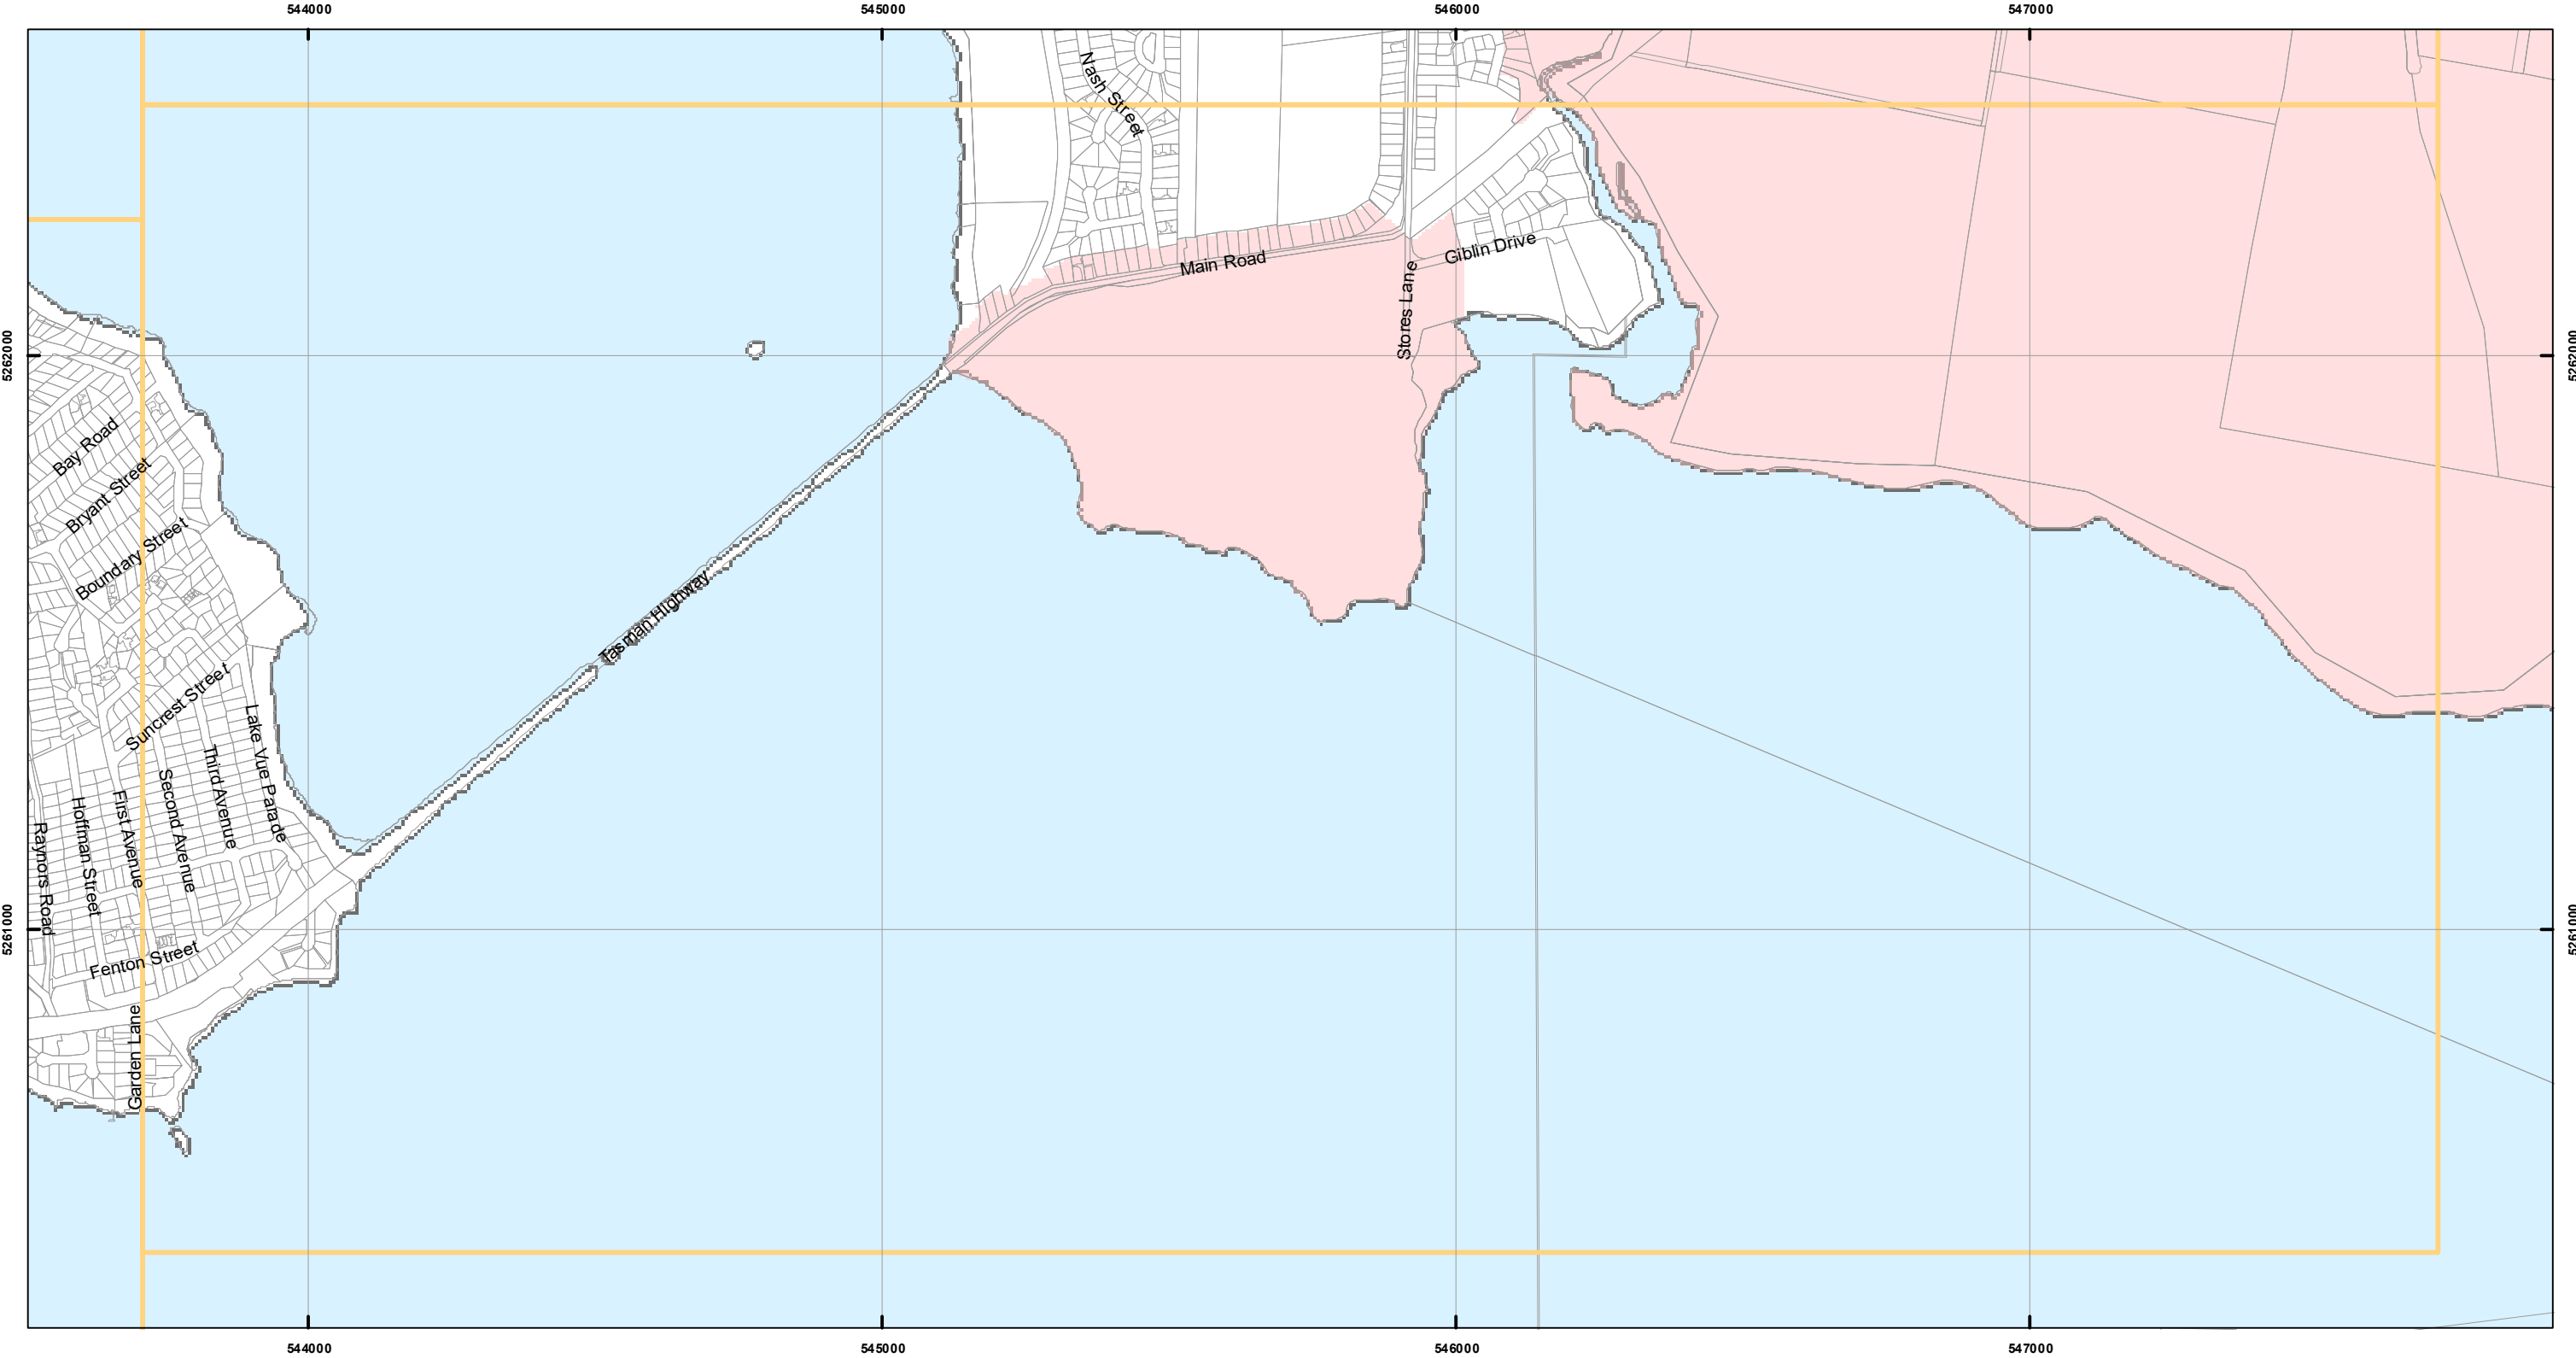 544000
545000
546000
547000
Nash Street
Main Road
Giblin Drive
Stores Lane
5262000
5262000
Bay Road
Bryant Street
Boundary Street
Tasman Highway
Suncrest Street
Lake Vue Parade
Third Avenue
Second Avenue
First Avenue
Hoffman Street
Raynors Road
5261000
5261000
Fenton Street
Garden Lane
544000
545000
546000
547000